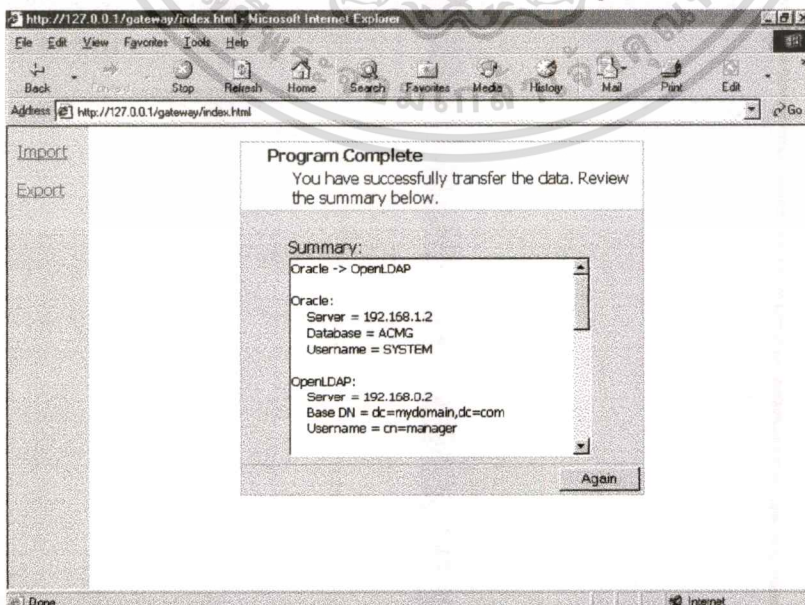 http://127.0.0.1/gateway/index.html - Microsoft Internet Explorer
File Edit View Favorites Tools Help
Back Forward Stop Refresh Home Search Favorites Media History Mail Print Edit
Address http://127.0.0.1/gateway/index.html Go
Import
Export
Program Complete
You have successfully transfer the data. Review
the summary below.
Summary:
Oracle -> OpenLDAP
Oracle:
Server = 192.168.1.2
Database = ACMG
Username = SYSTEM
OpenLDAP:
Server = 192.168.0.2
Base DN = dc=mydomain,dc=com
Username = cn=manager
Again
Done
Internet